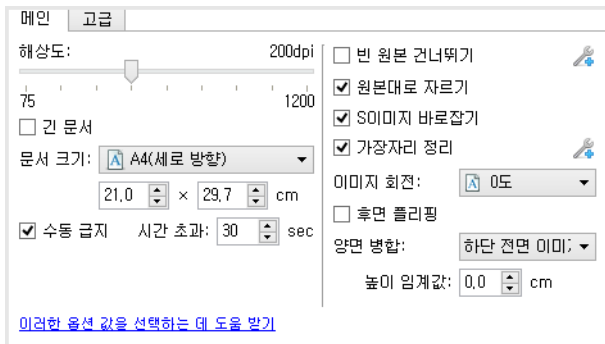 메인 고급
해상도: 200dpi
75 1200
긴 문서
문서 크기: A4(세로 방향)
21.0 × 29.7 cm
수동 급지 시간 초과: 30 sec
이러한 옵션 값을 선택하는 데 도움 받기
빈 원본 건너뛰기
원본대로 자르기
SO이미지 바로잡기
가장자리 정리
이미지 회전: 0도
후면 플리핑
양면 병합: 하단 전면 이미지
높이 임계값: 0.0 cm